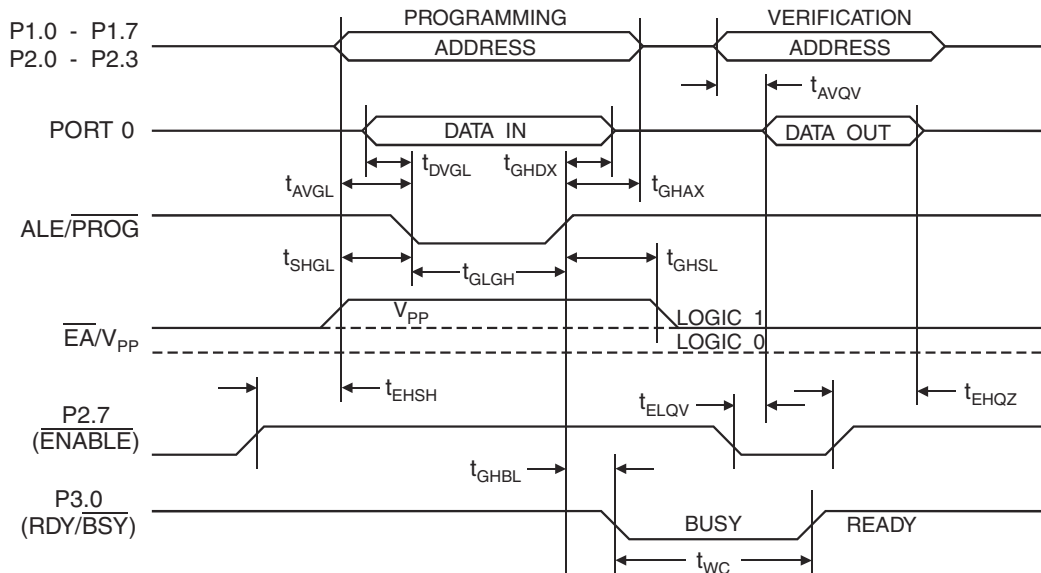 PROGRAMMING VERIFICATION
P1.0 - P1.7
P2.0 - P2.3
ADDRESS ADDRESS
tAVQV
PORT 0 DATA IN DATA OUT
tDVGL tGHDX
tAVGL tGHAX
ALE/PROG
tSHGL tGLGH tGHSL
VPP
LOGIC 1
EA/VPP
LOGIC 0
tEHSH tELQV tEHQZ
P2.7
(ENABLE)
tGHBL
P3.0
(RDY/BSY)
BUSY READY
tWC